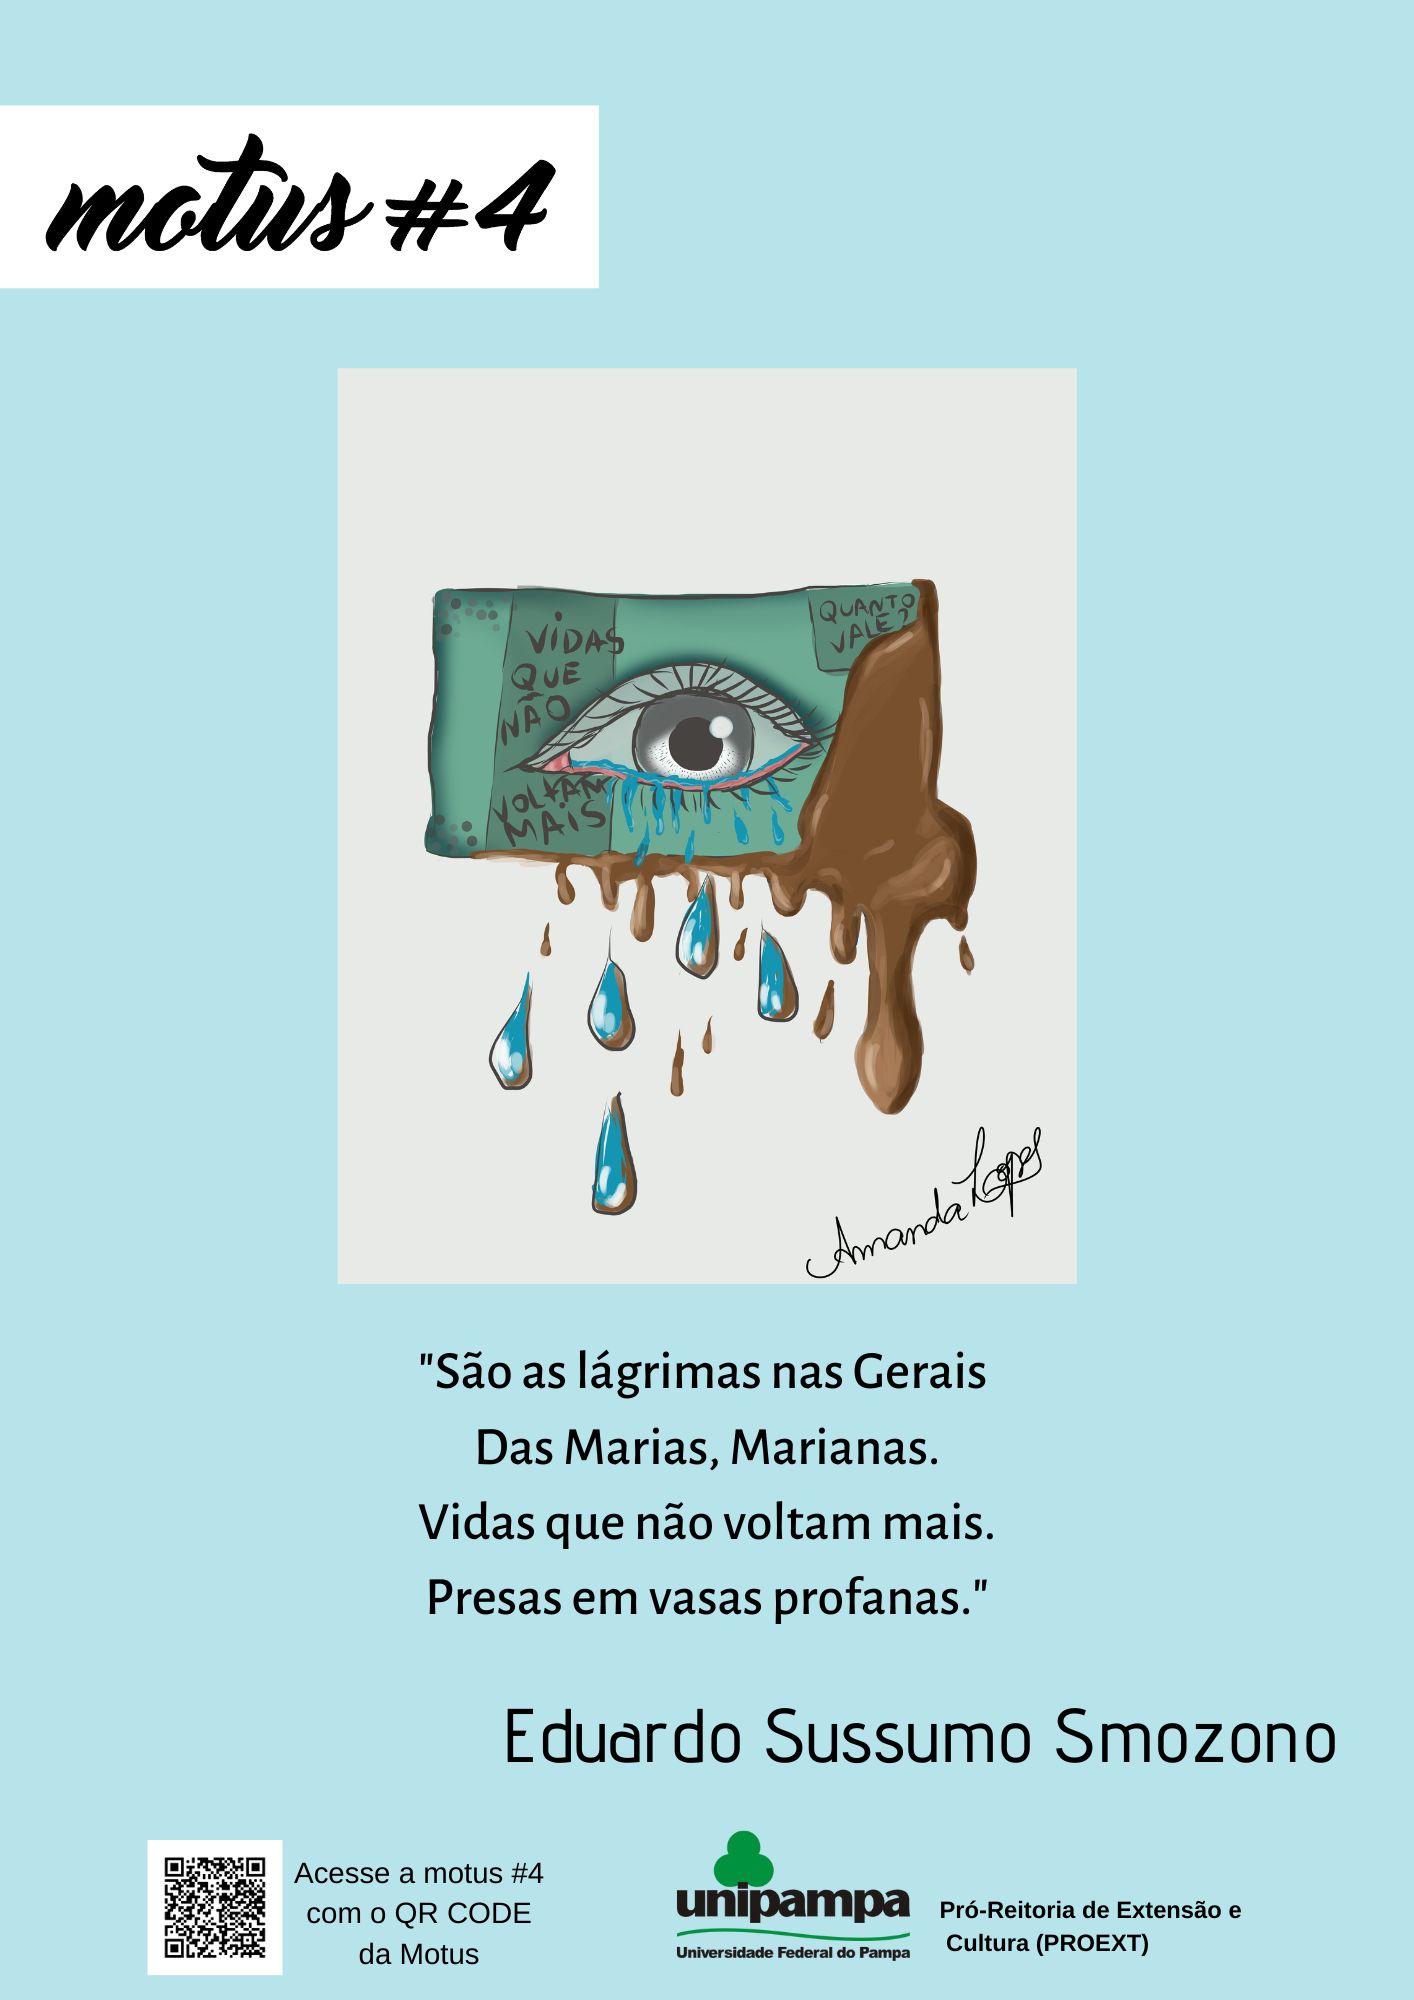 motus #4
VIDAS
QUE
NÃO
VOLTAM
MAIS
QUANTO
VALE?
Amanda Lopes
"São as lágrimas nas Gerais
Das Marias, Marianas.
Vidas que não voltam mais.
Presas em vasas profanas."
Eduardo Sussumo Smozono
Acesse a motus #4
com o QR CODE
da Motus
unipampa
Universidade Federal do Pampa
Pró-Reitoria de Extensão e
Cultura (PROEXT)